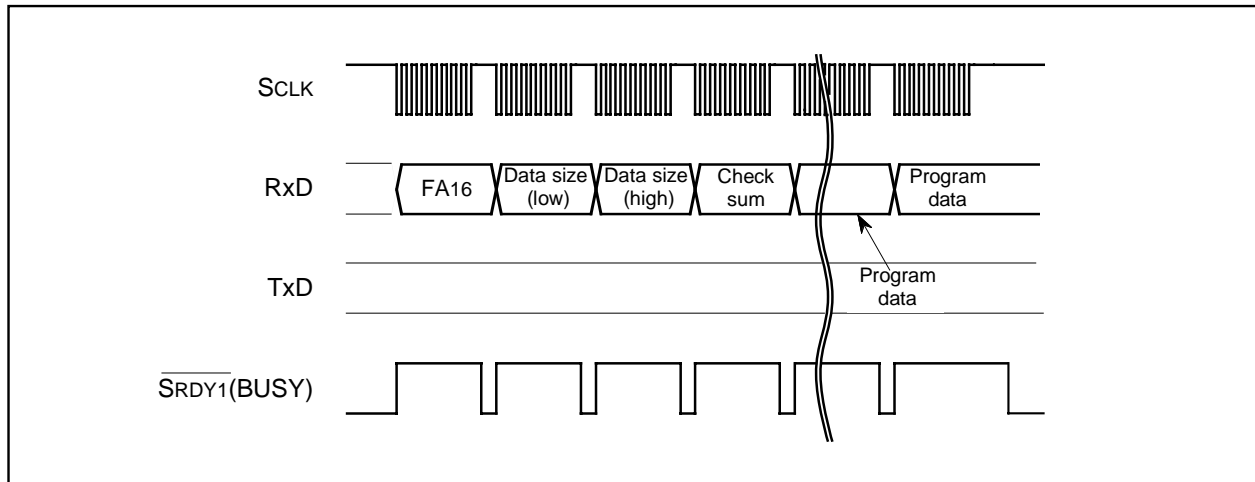 SCLK
RxD
FA16
Data size
(low)
Data size
(high)
Check
sum
Program
data
TxD
Program
data
SRDY1(BUSY)